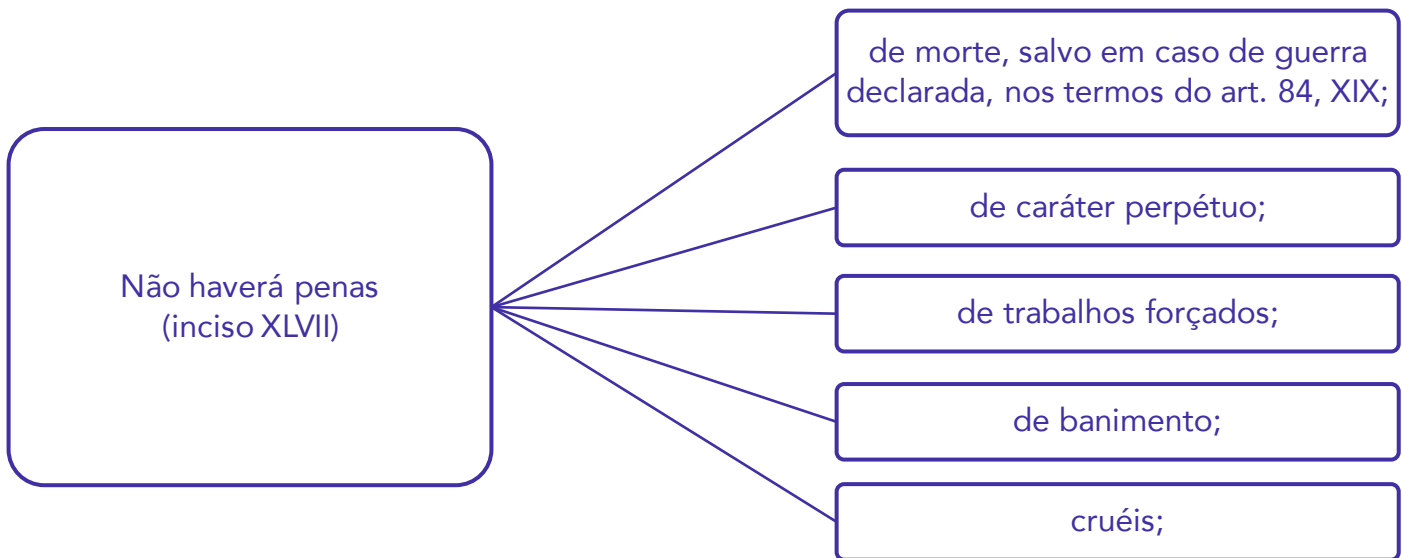 Não haverá penas
(inciso XLVII)
de morte, salvo em caso de guerra
declarada, nos termos do art. 84, XIX;
de caráter perpétuo;
de trabalhos forçados;
de banimento;
cruéis;